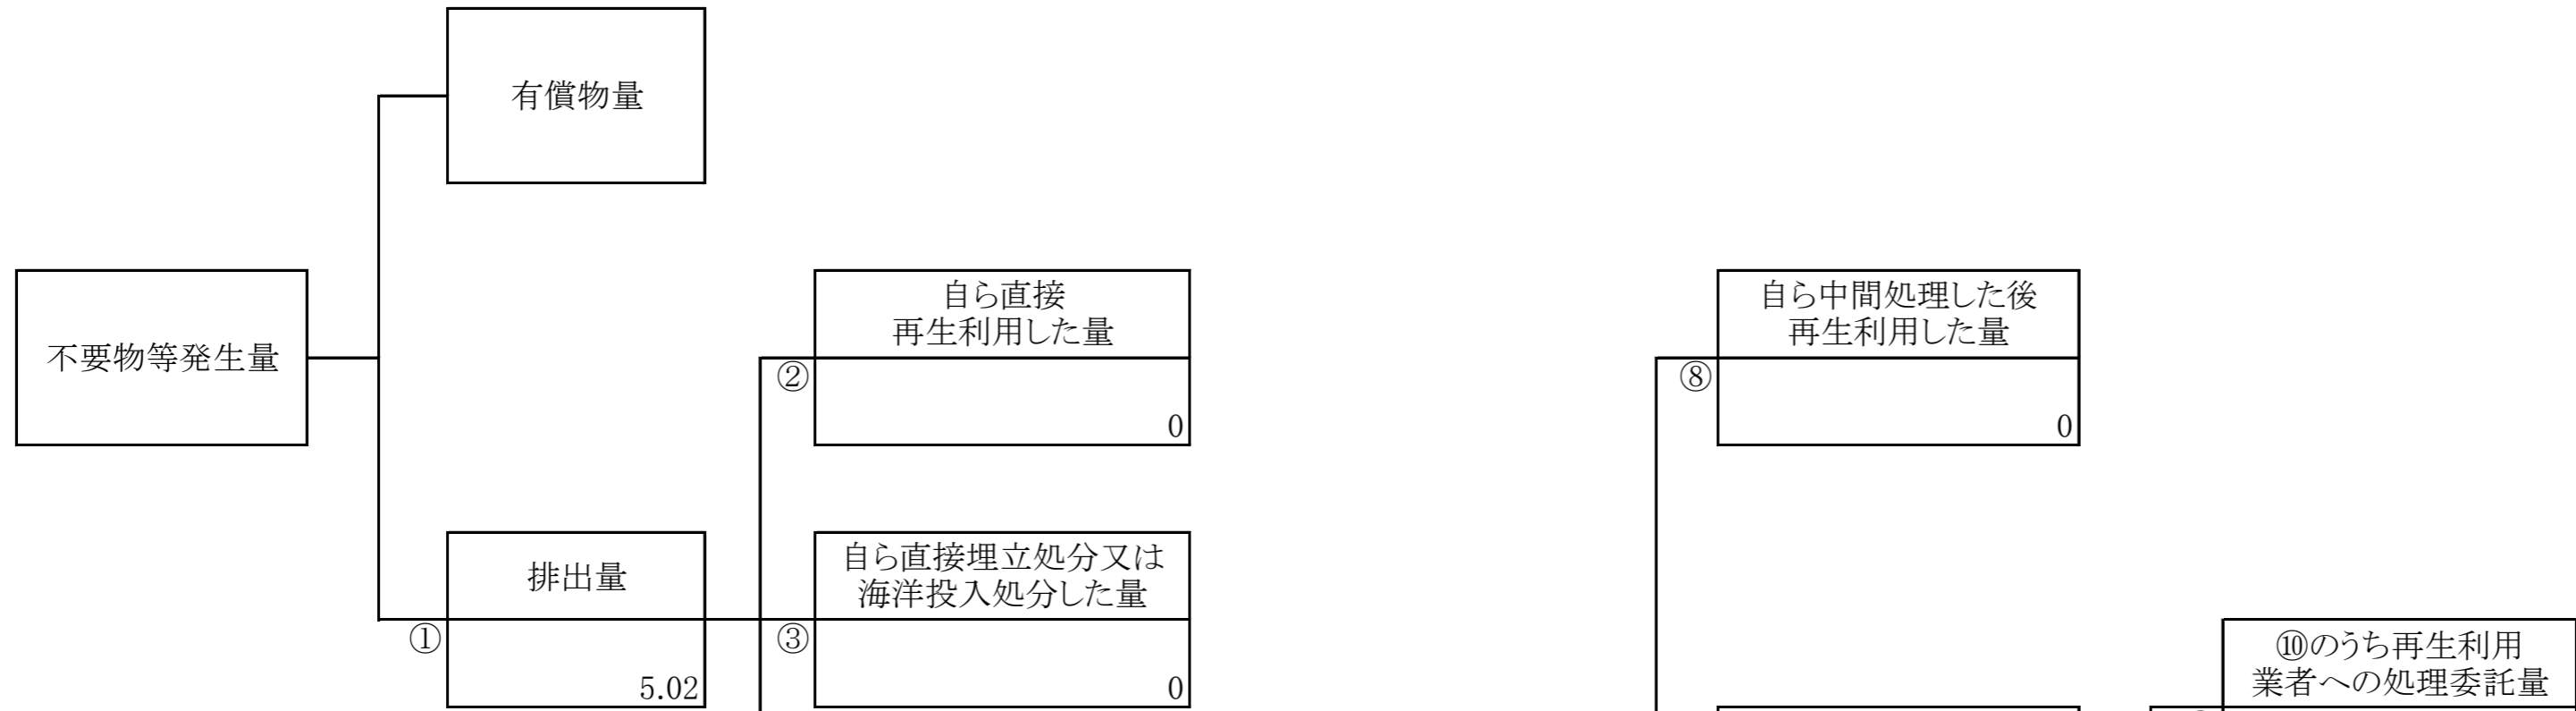 有償物量
不要物等発生量
自ら直接
再生利用した量
②
0
自ら中間処理した後
再生利用した量
⑧
0
排出量
①
5.02
自ら直接埋立処分又は
海洋投入処分した量
③
0
⑩のうち再生利用
業者への処理委託量